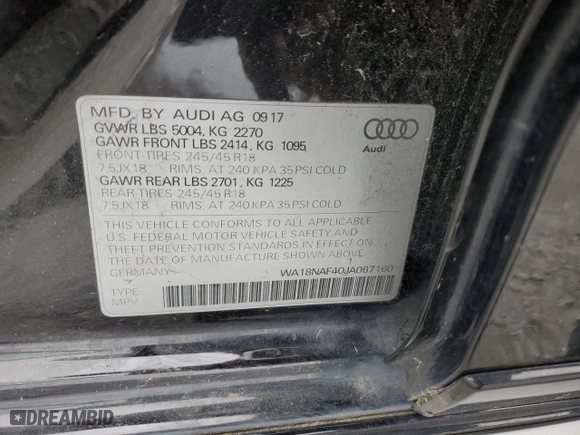 MFD. BY AUDI AG 09 17
GVWR LBS 5004, KG 2270
GAWR FRONT LBS 2414, KG 1095,
FRONT-TIRES 245/45 R18
7.5JX18 RIMS, AT 240 KPA 35 PSI COLD
GAWR REAR LBS 2701, KG 1225
REAR-TIRES 245/45 R18
7.5JX18 RIMS, AT 240 KPA 35 PSI COLD
Audi
THIS VEHICLE CONFORMS TO ALL APPLICABLE
U.S. FEDERAL MOTOR VEHICLE SAFETY AND
THEFT PREVENTION STANDARDS IN EFFECT ON
THE DATE OF MANUFACTURE SHOWN ABOVE.
GERMANY WA18NAF40JA067160
TYPE:
MPV
DREAMBID